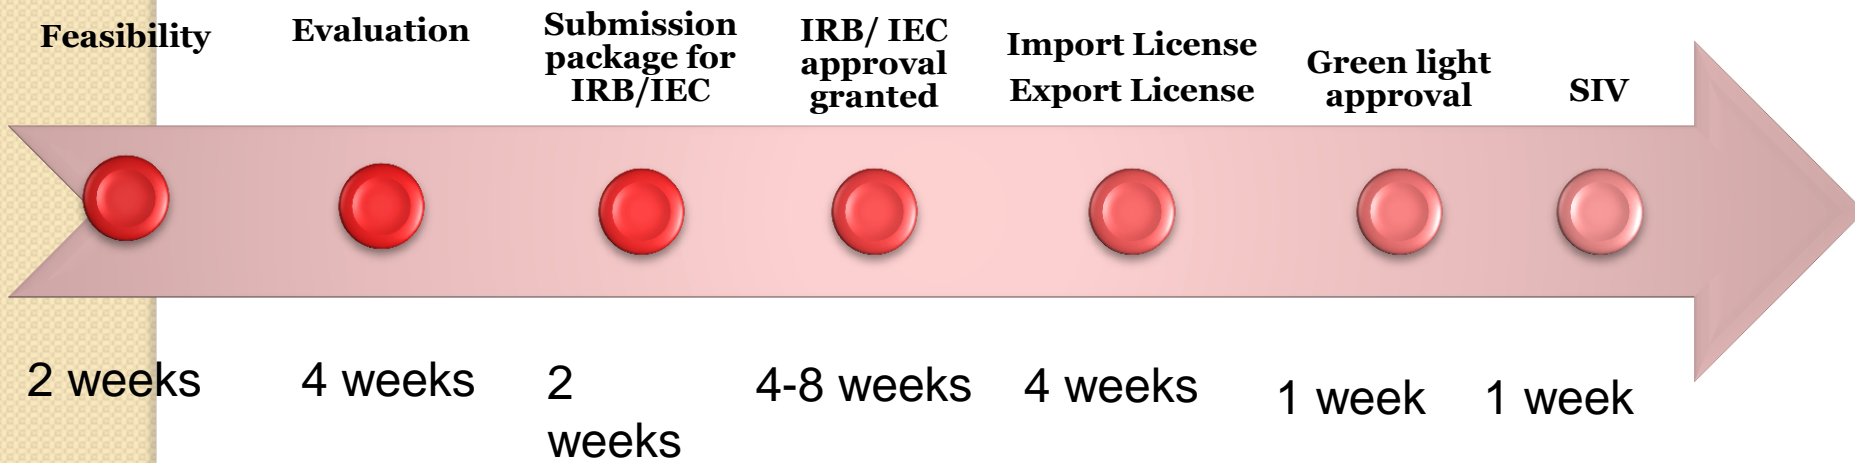 Feasibility
Evaluation
Submission
package for
IRB/IEC
IRB/ IEC
approval
granted
Import License
Export License
Green light
approval
SIV
2 weeks
4 weeks
2
weeks
4-8 weeks
4 weeks
1 week
1 week